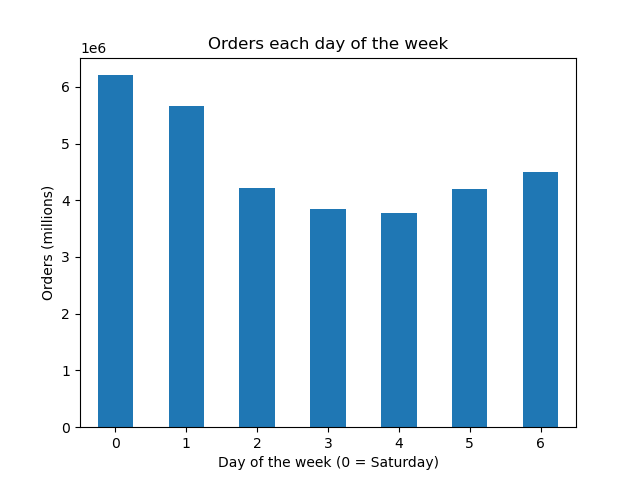 Orders each day of the week
1e6
6
5
4
3
2
1
0
Orders (millions)
0 1 2 3 4 5 6
Day of the week (0 = Saturday)